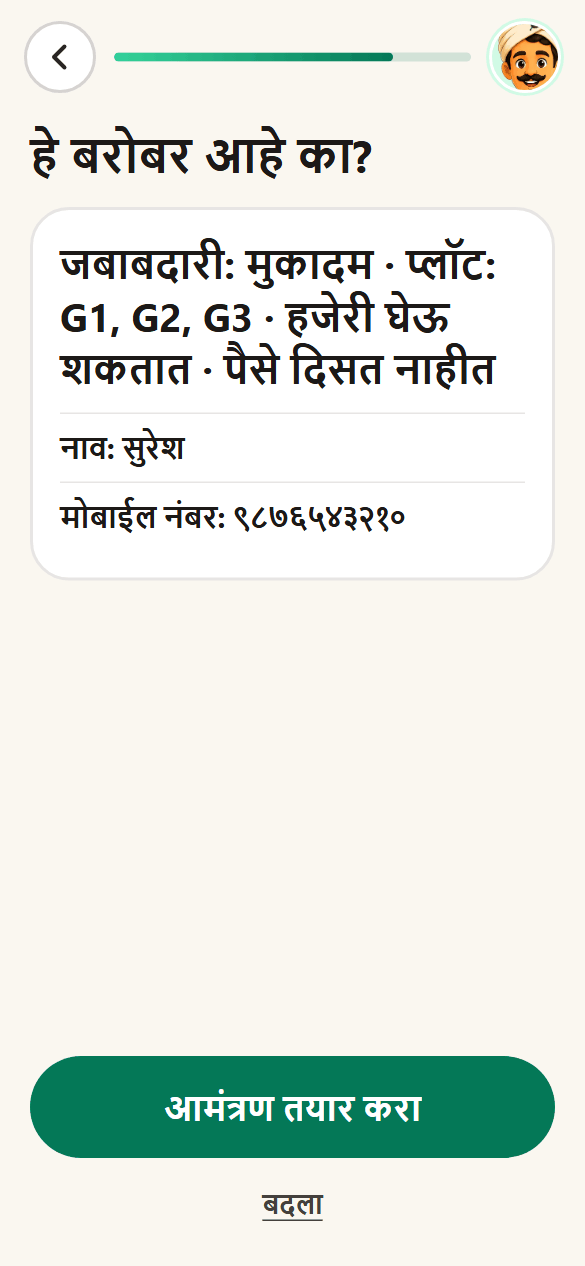 हे बरोबर आहे का?
जबाबदारी: मुकादम · प्लॉट:
G1, G2, G3 · हजेरी घेऊ
शकतात · पैसे दिसत नाहीत
नाव: सुरेश
मोबाईल नंबर: ९८७६५४३२१०
आमंत्रण तयार करा
बदला